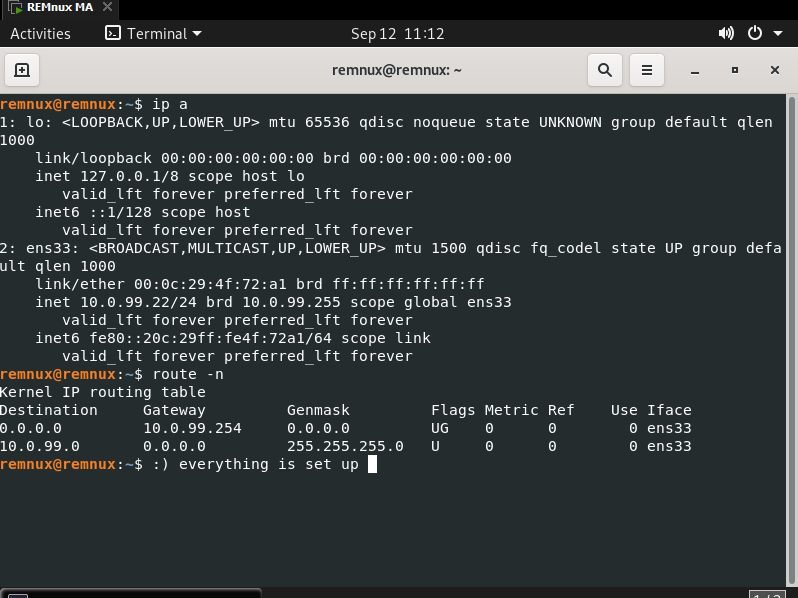 REMnux MA
Activities Terminal Sep 12 11:12
remnux@remnux: ~
remnux@remnux:~$ ip a
1: lo: <LOOPBACK,UP,LOWER_UP> mtu 65536 qdisc noqueue state UNKNOWN group default qlen
1000
    link/loopback 00:00:00:00:00:00 brd 00:00:00:00:00:00
    inet 127.0.0.1/8 scope host lo
       valid_lft forever preferred_lft forever
    inet6 ::1/128 scope host
       valid_lft forever preferred_lft forever
2: ens33: <BROADCAST,MULTICAST,UP,LOWER_UP> mtu 1500 qdisc fq_codel state UP group defa
ult qlen 1000
    link/ether 00:0c:29:4f:72:a1 brd ff:ff:ff:ff:ff:ff
    inet 10.0.99.22/24 brd 10.0.99.255 scope global ens33
       valid_lft forever preferred_lft forever
    inet6 fe80::20c:29ff:fe4f:72a1/64 scope link
       valid_lft forever preferred_lft forever
remnux@remnux:~$ route -n
Kernel IP routing table
Destination     Gateway         Genmask         Flags Metric Ref    Use Iface
0.0.0.0         10.0.99.254     0.0.0.0         UG    0      0        0 ens33
10.0.99.0       0.0.0.0         255.255.255.0   U     0      0        0 ens33
remnux@remnux:~$ :) everything is set up